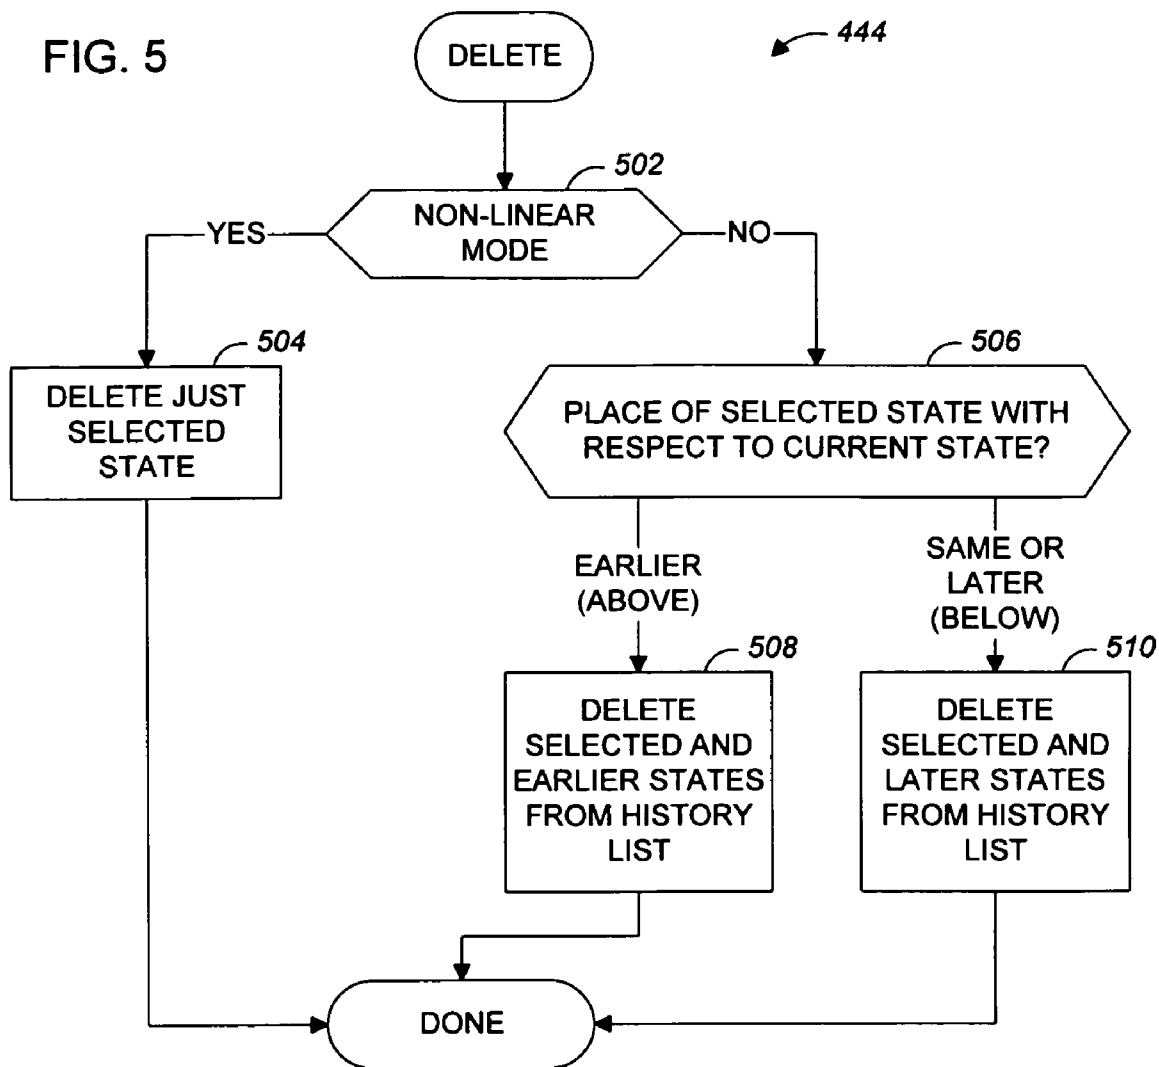 FIG. 5
DELETE
444
502
NON-LINEAR
MODE
YES
NO
504
DELETE JUST
SELECTED
STATE
506
PLACE OF SELECTED STATE WITH
RESPECT TO CURRENT STATE?
EARLIER
(ABOVE)
SAME OR
LATER
(BELOW)
508
DELETE
SELECTED AND
EARLIER STATES
FROM HISTORY
LIST
510
DELETE
SELECTED AND
LATER STATES
FROM HISTORY
LIST
DONE